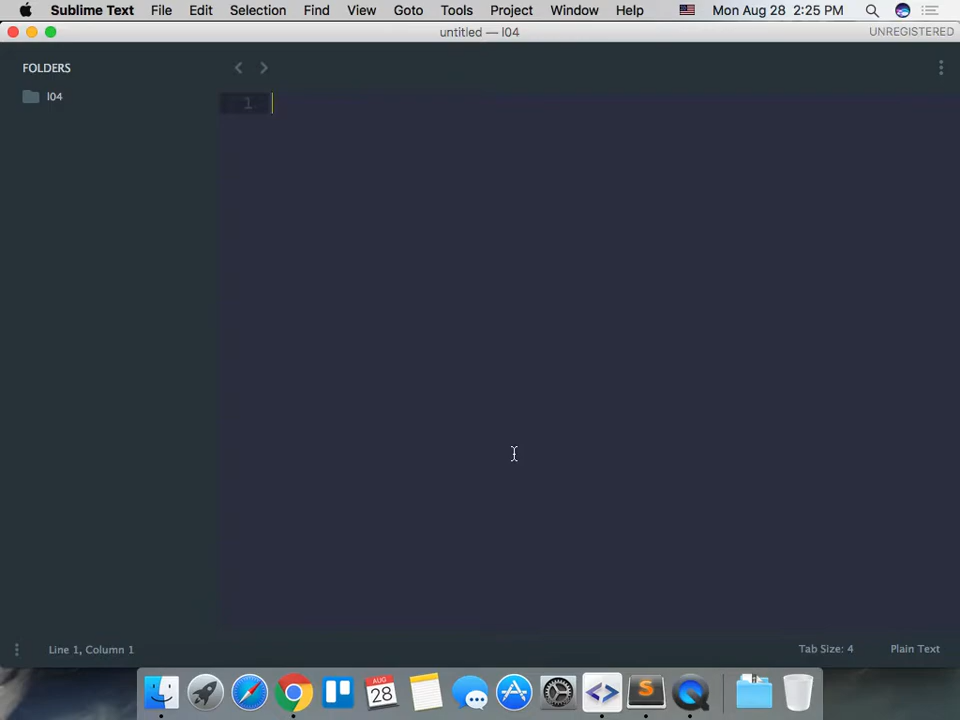 Sublime Text File Edit Selection Find View Goto Tools Project Window Help Mon Aug 28 2:25 PM
untitled — l04 UNREGISTERED
FOLDERS
l04
1
Line 1, Column 1 Tab Size: 4 Plain Text
AUG
28